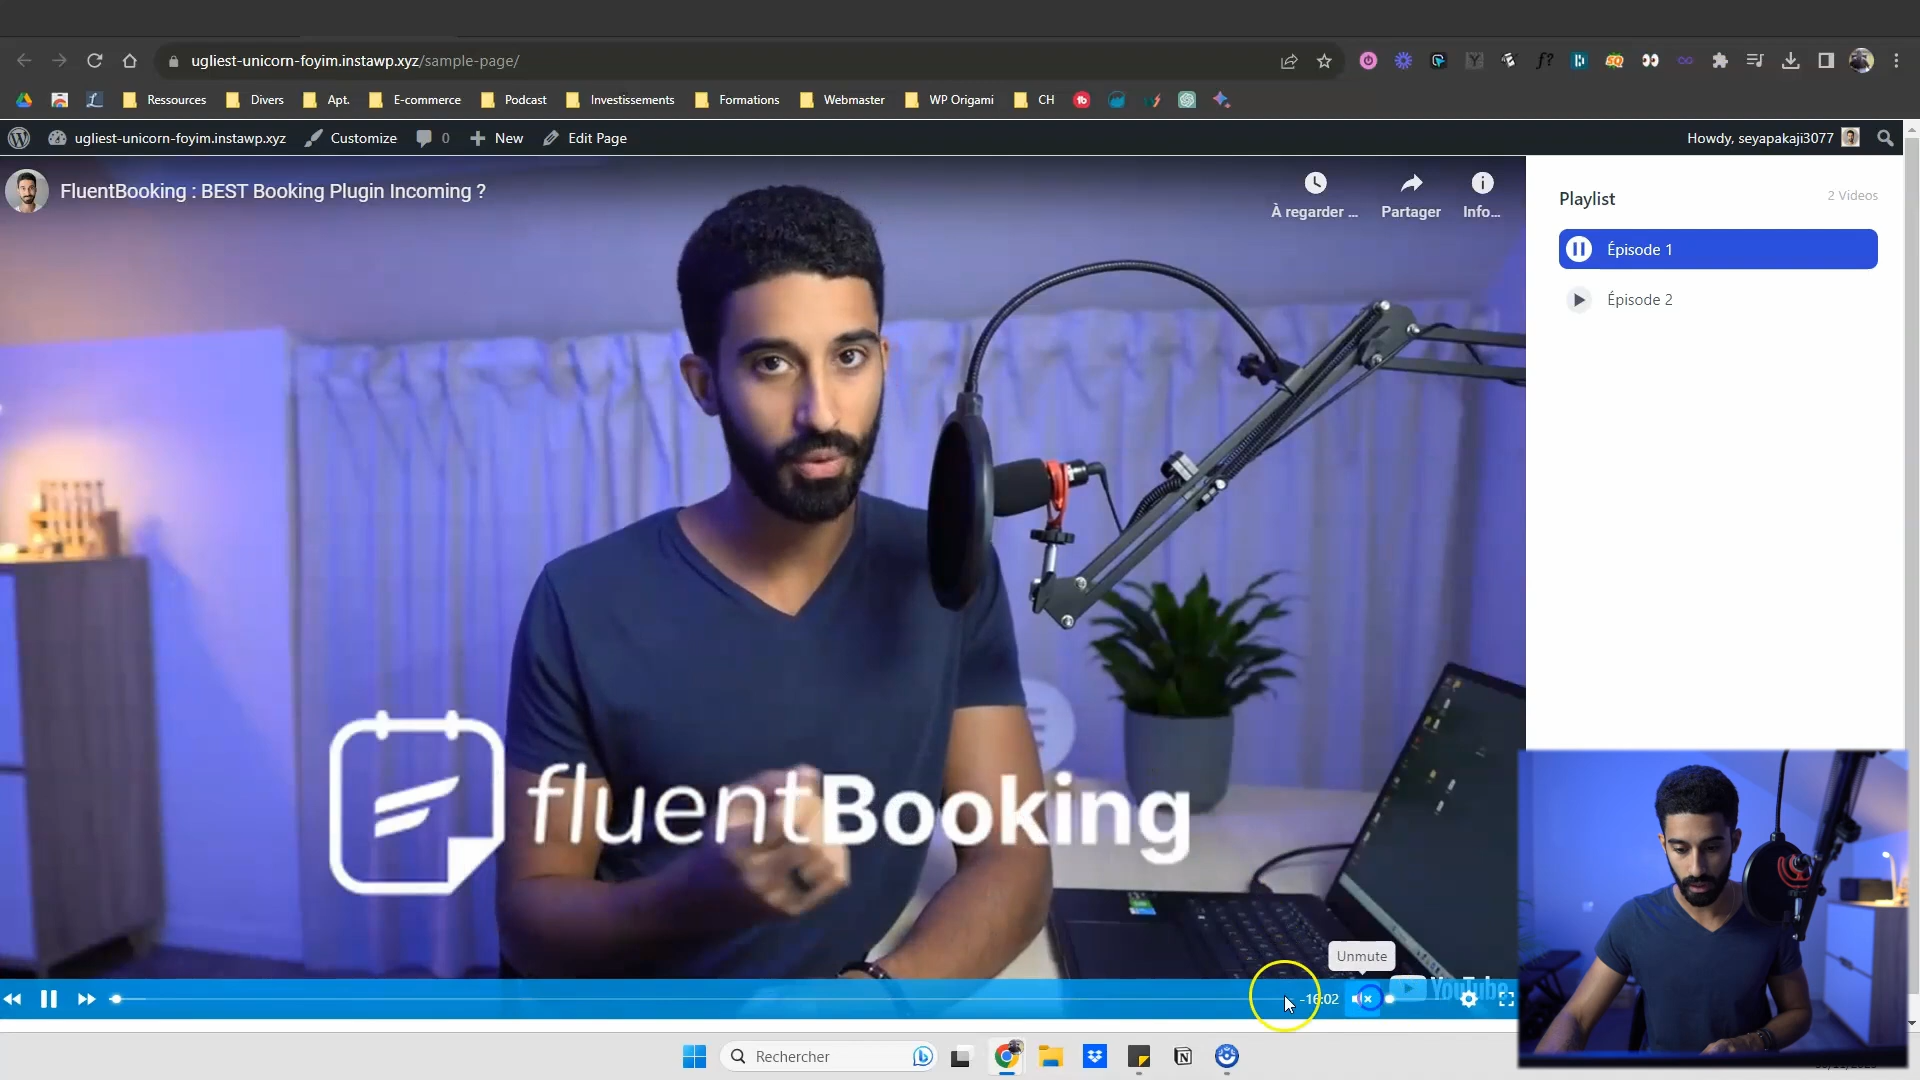 ugliest-unicorn-foyim.instawp.xyz/sample-page/
Ressources
Divers
Apt.
E-commerce
Podcast
Investissements
Formations
Webmaster
WP Origami
CH
ugliest-unicorn-foyim.instawp.xyz
Customize
0
New
Edit Page
Howdy, seyapakaji3077
FluentBooking : BEST Booking Plugin Incoming ?
À regarder ...
Partager
Info...
Playlist
2 Videos
Épisode 1
Épisode 2
fluentBooking
Unmute
-16:02
YouTube
Rechercher